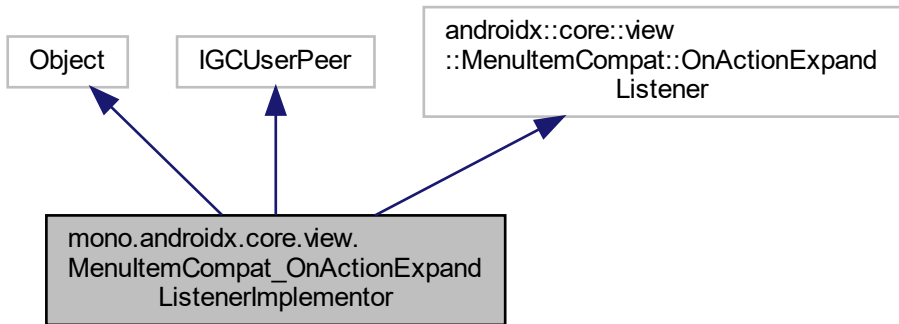 Object
IGCUserPeer
androidx::core::view
::MenuItemCompat::OnActionExpand
Listener
mono.androidx.core.view.
MenuItemCompat_OnActionExpand
ListenerImplementor